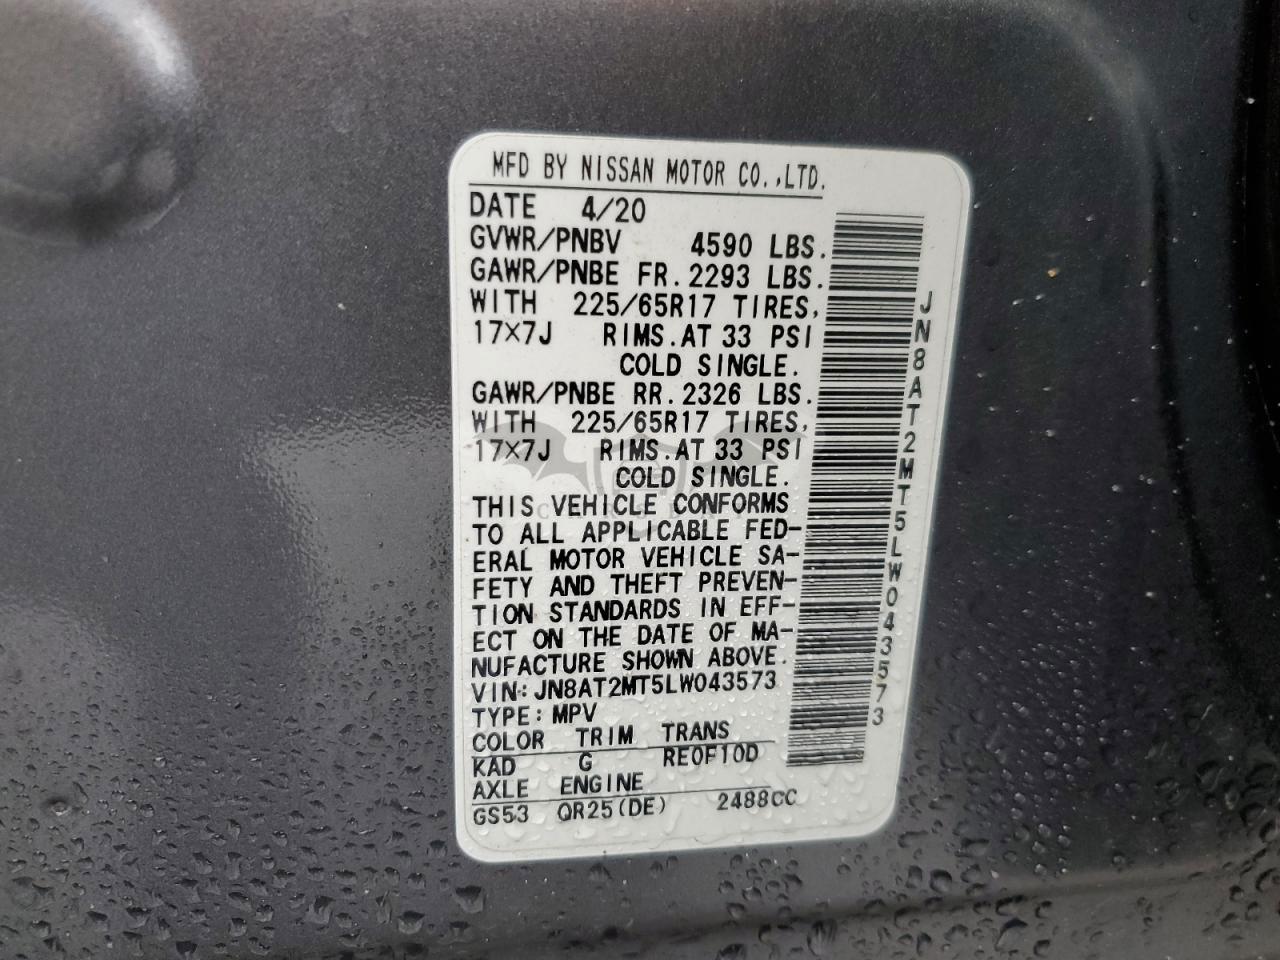 MFD BY NISSAN MOTOR CO.,LTD.
DATE 4/20
GVWR/PNBV 4590 LBS.
GAWR/PNBE FR. 2293 LBS.
WITH 225/65R17 TIRES,
17×7J RIMS. AT 33 PSI
COLD SINGLE.
GAWR/PNBE RR. 2326 LBS.
WITH 225/65R17 TIRES,
17×7J RIMS. AT 33 PSI
COLD SINGLE.
THIS VEHICLE CONFORMS
TO ALL APPLICABLE FED-
ERAL MOTOR VEHICLE SA-
FETY AND THEFT PREVEN-
TION STANDARDS IN EFF-
ECT ON THE DATE OF MA-
NUFACTURE SHOWN ABOVE.
VIN: JN8AT2MT5LW043573
TYPE: MPV
COLOR TRIM TRANS
KAD G RE0F10D
AXLE ENGINE
GS53 QR25(DE) 2488CC
JN8AT2MT5LW043573